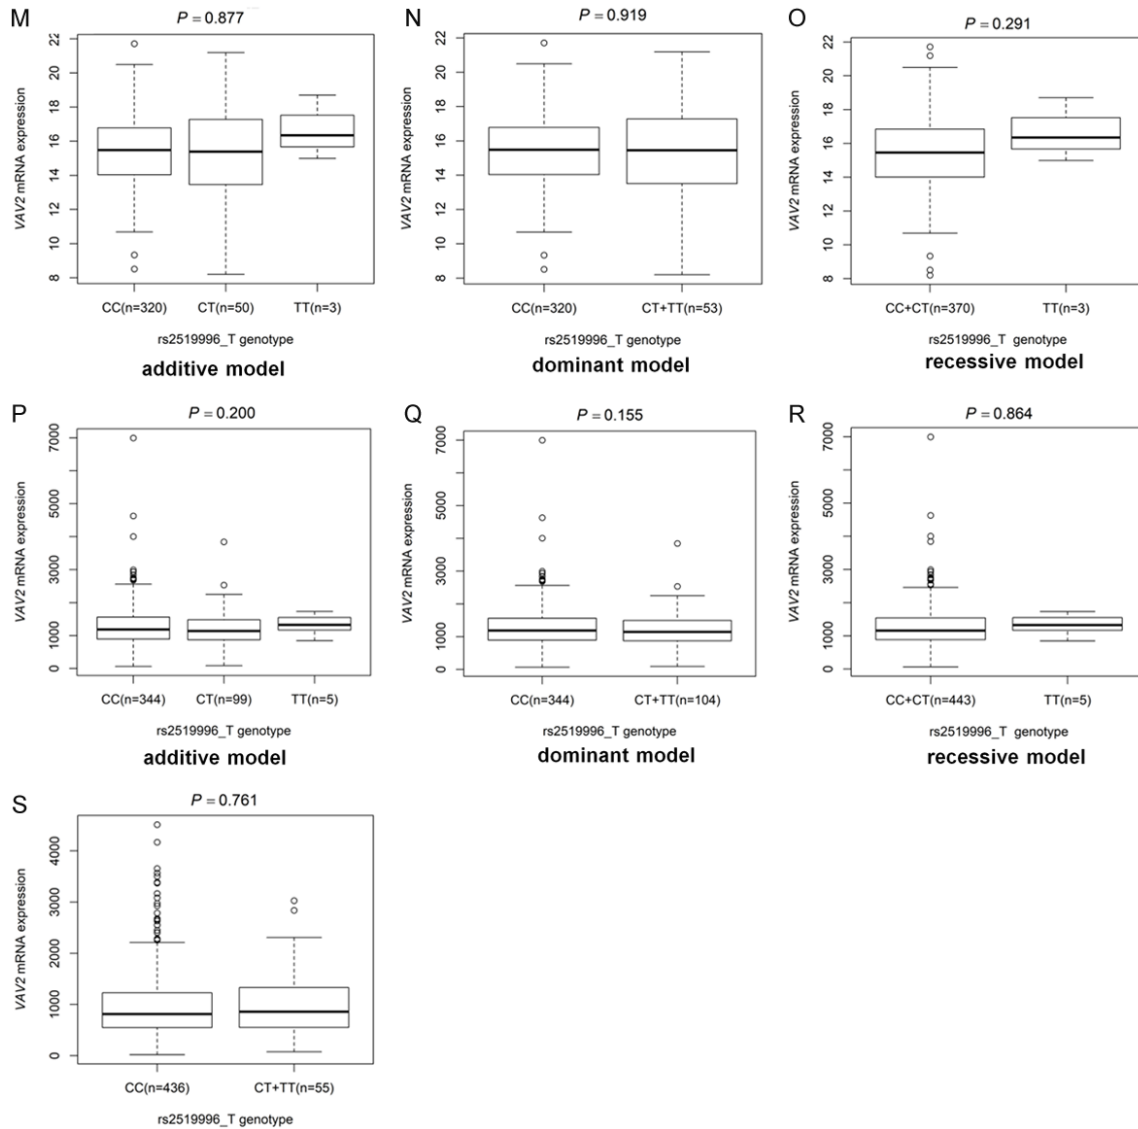 M
P = 0.877
VAV2 mRNA expression
22
20
18
16
14
12
10
8
CC(n=320) CT(n=50) TT(n=3)
rs2519996_T genotype
additive model
N
P = 0.919
VAV2 mRNA expression
22
20
18
16
14
12
10
8
CC(n=320) CT+TT(n=53)
rs2519996_T genotype
dominant model
O
P = 0.291
VAV2 mRNA expression
22
20
18
16
14
12
10
8
CC+CT(n=370) TT(n=3)
rs2519996_T genotype
recessive model
P
P = 0.200
VAV2 mRNA expression
7000
5000
3000
1000
0
CC(n=344) CT(n=99) TT(n=5)
rs2519996_T genotype
additive model
Q
P = 0.155
VAV2 mRNA expression
7000
5000
3000
1000
0
CC(n=344) CT+TT(n=104)
rs2519996_T genotype
dominant model
R
P = 0.864
VAV2 mRNA expression
7000
5000
3000
1000
0
CC+CT(n=443) TT(n=5)
rs2519996_T genotype
recessive model
S
P = 0.761
VAV2 mRNA expression
4000
3000
2000
1000
0
CC(n=436) CT+TT(n=55)
rs2519996_T genotype